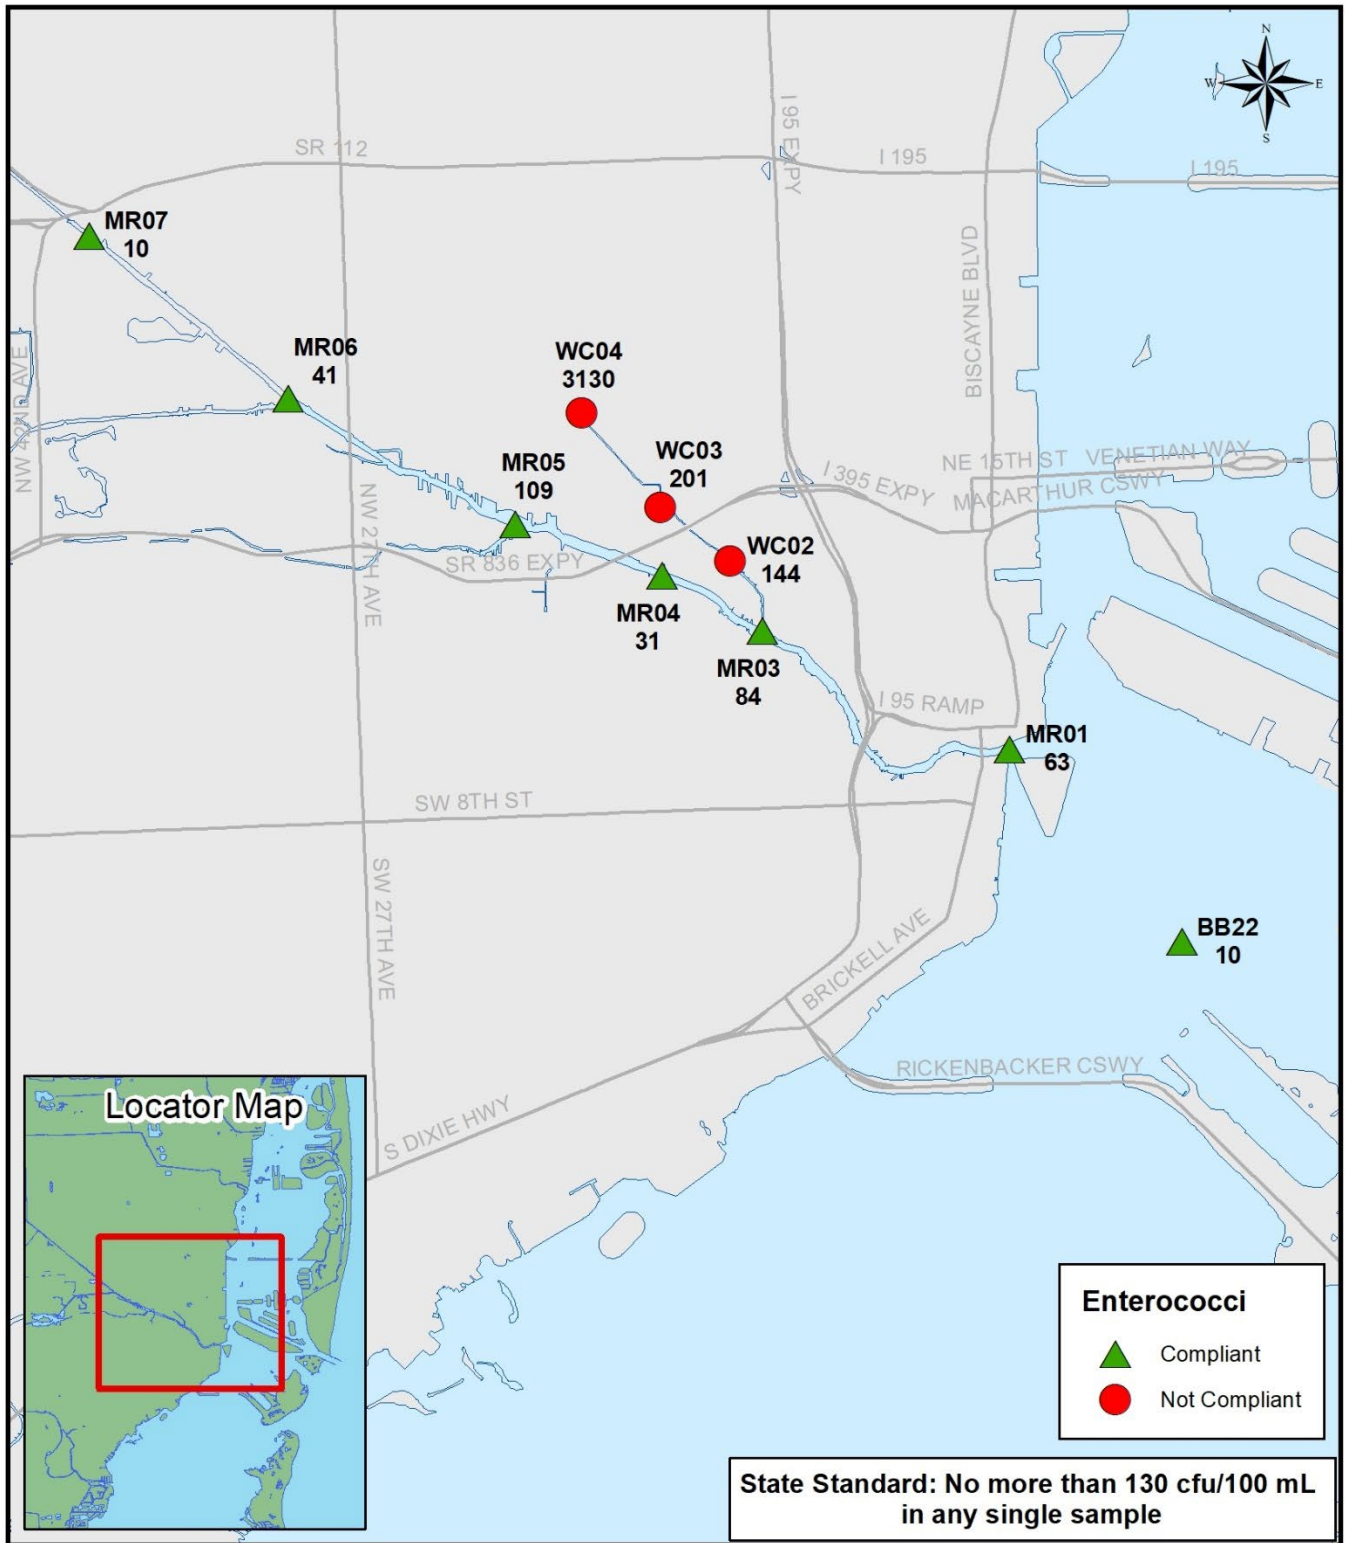 N
W
E
S
SR 112
I 95 EXPY
I 195
I 195
MR07
10
BISCAYNE BLVD
NW 42ND AVE
MR06
41
WC04
3130
MR05
109
WC03
201
NW 27TH AVE
I 395 EXPY
NE 15TH ST VENETIAN WAY
MACARTHUR CSWY
SR 836 EXPY
WC02
144
MR04
31
MR03
84
I 95 RAMP
MR01
63
SW 8TH ST
SW 27TH AVE
BRICKELL AVE
BB22
10
RICKENBACKER CSWY
S DIXIE HWY
Locator Map
Enterococci
Compliant
Not Compliant
State Standard: No more than 130 cfu/100 mL
in any single sample